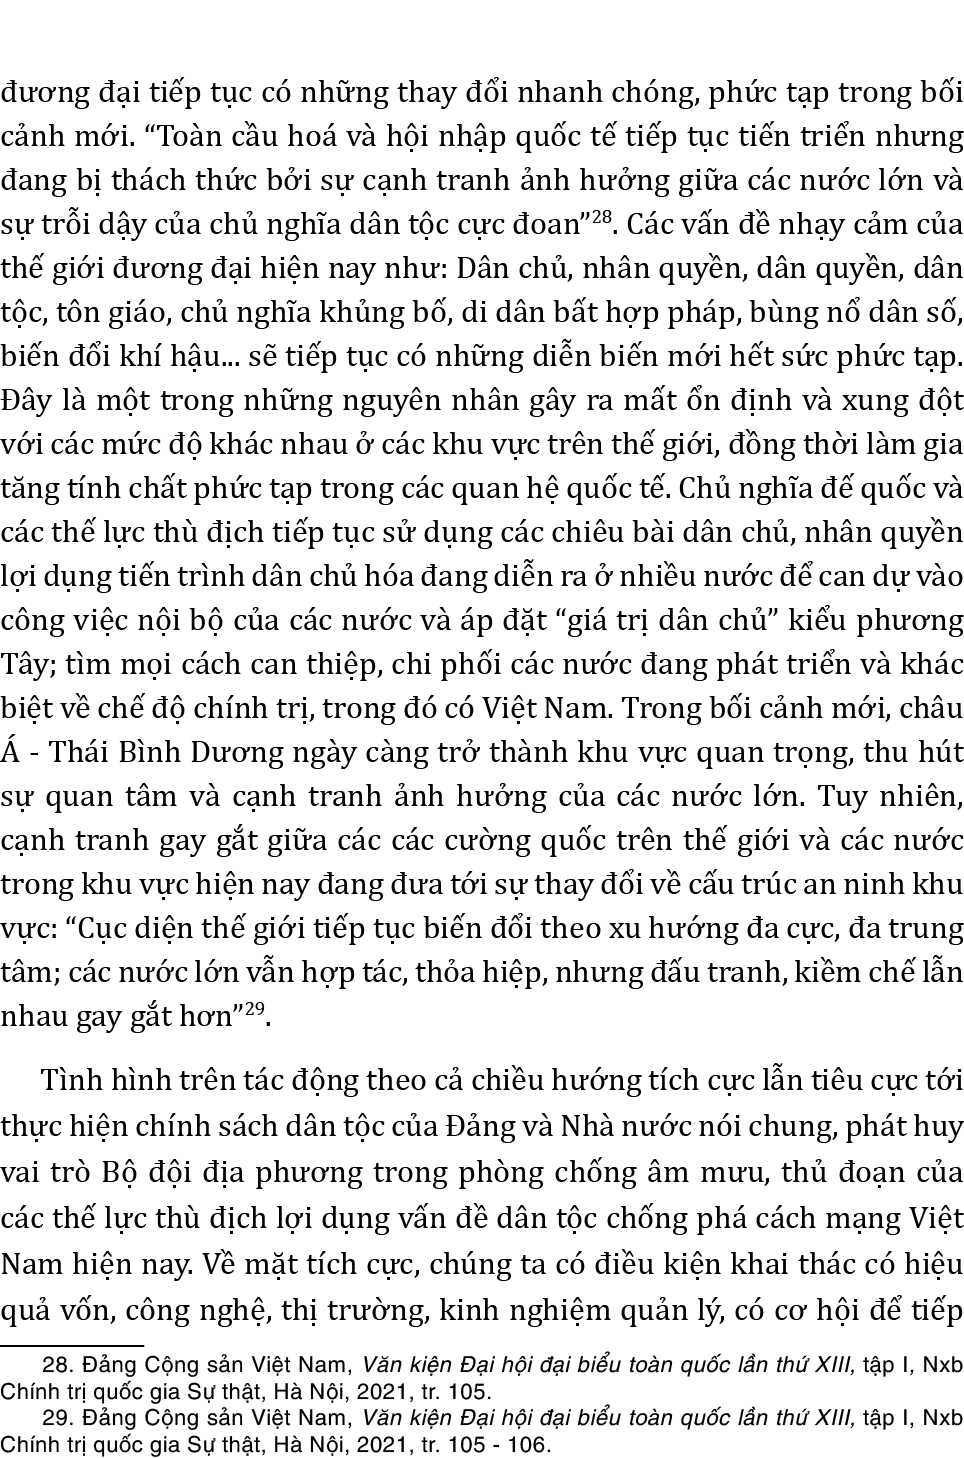 đương đại tiếp tục có những thay đổi nhanh chóng, phức tạp trong bối
cảnh mới. “Toàn cầu hoá và hội nhập quốc tế tiếp tục tiến triển nhưng
đang bị thách thức bởi sự cạnh tranh ảnh hưởng giữa các nước lớn và
sự trỗi dậy của chủ nghĩa dân tộc cực đoan”28. Các vấn đề nhạy cảm của
thế giới đương đại hiện nay như: Dân chủ, nhân quyền, dân quyền, dân
tộc, tôn giáo, chủ nghĩa khủng bố, di dân bất hợp pháp, bùng nổ dân số,
biến đổi khí hậu... sẽ tiếp tục có những diễn biến mới hết sức phức tạp.
Đây là một trong những nguyên nhân gây ra mất ổn định và xung đột
với các mức độ khác nhau ở các khu vực trên thế giới, đồng thời làm gia
tăng tính chất phức tạp trong các quan hệ quốc tế. Chủ nghĩa đế quốc và
các thế lực thù địch tiếp tục sử dụng các chiêu bài dân chủ, nhân quyền
lợi dụng tiến trình dân chủ hóa đang diễn ra ở nhiều nước để can dự vào
công việc nội bộ của các nước và áp đặt “giá trị dân chủ” kiểu phương
Tây; tìm mọi cách can thiệp, chi phối các nước đang phát triển và khác
biệt về chế độ chính trị, trong đó có Việt Nam. Trong bối cảnh mới, châu
Á - Thái Bình Dương ngày càng trở thành khu vực quan trọng, thu hút
sự quan tâm và cạnh tranh ảnh hưởng của các nước lớn. Tuy nhiên,
cạnh tranh gay gắt giữa các các cường quốc trên thế giới và các nước
trong khu vực hiện nay đang đưa tới sự thay đổi về cấu trúc an ninh khu
vực: “Cục diện thế giới tiếp tục biến đổi theo xu hướng đa cực, đa trung
tâm; các nước lớn vẫn hợp tác, thỏa hiệp, nhưng đấu tranh, kiềm chế lẫn
nhau gay gắt hơn”29.
Tình hình trên tác động theo cả chiều hướng tích cực lẫn tiêu cực tới
thực hiện chính sách dân tộc của Đảng và Nhà nước nói chung, phát huy
vai trò Bộ đội địa phương trong phòng chống âm mưu, thủ đoạn của
các thế lực thù địch lợi dụng vấn đề dân tộc chống phá cách mạng Việt
Nam hiện nay. Về mặt tích cực, chúng ta có điều kiện khai thác có hiệu
quả vốn, công nghệ, thị trường, kinh nghiệm quản lý, có cơ hội để tiếp
28. Đảng Cộng sản Việt Nam, Văn kiện Đại hội đại biểu toàn quốc lần thứ XIII, tập I, Nxb
Chính trị quốc gia Sự thật, Hà Nội, 2021, tr. 105.
29. Đảng Cộng sản Việt Nam, Văn kiện Đại hội đại biểu toàn quốc lần thứ XIII, tập I, Nxb
Chính trị quốc gia Sự thật, Hà Nội, 2021, tr. 105 - 106.